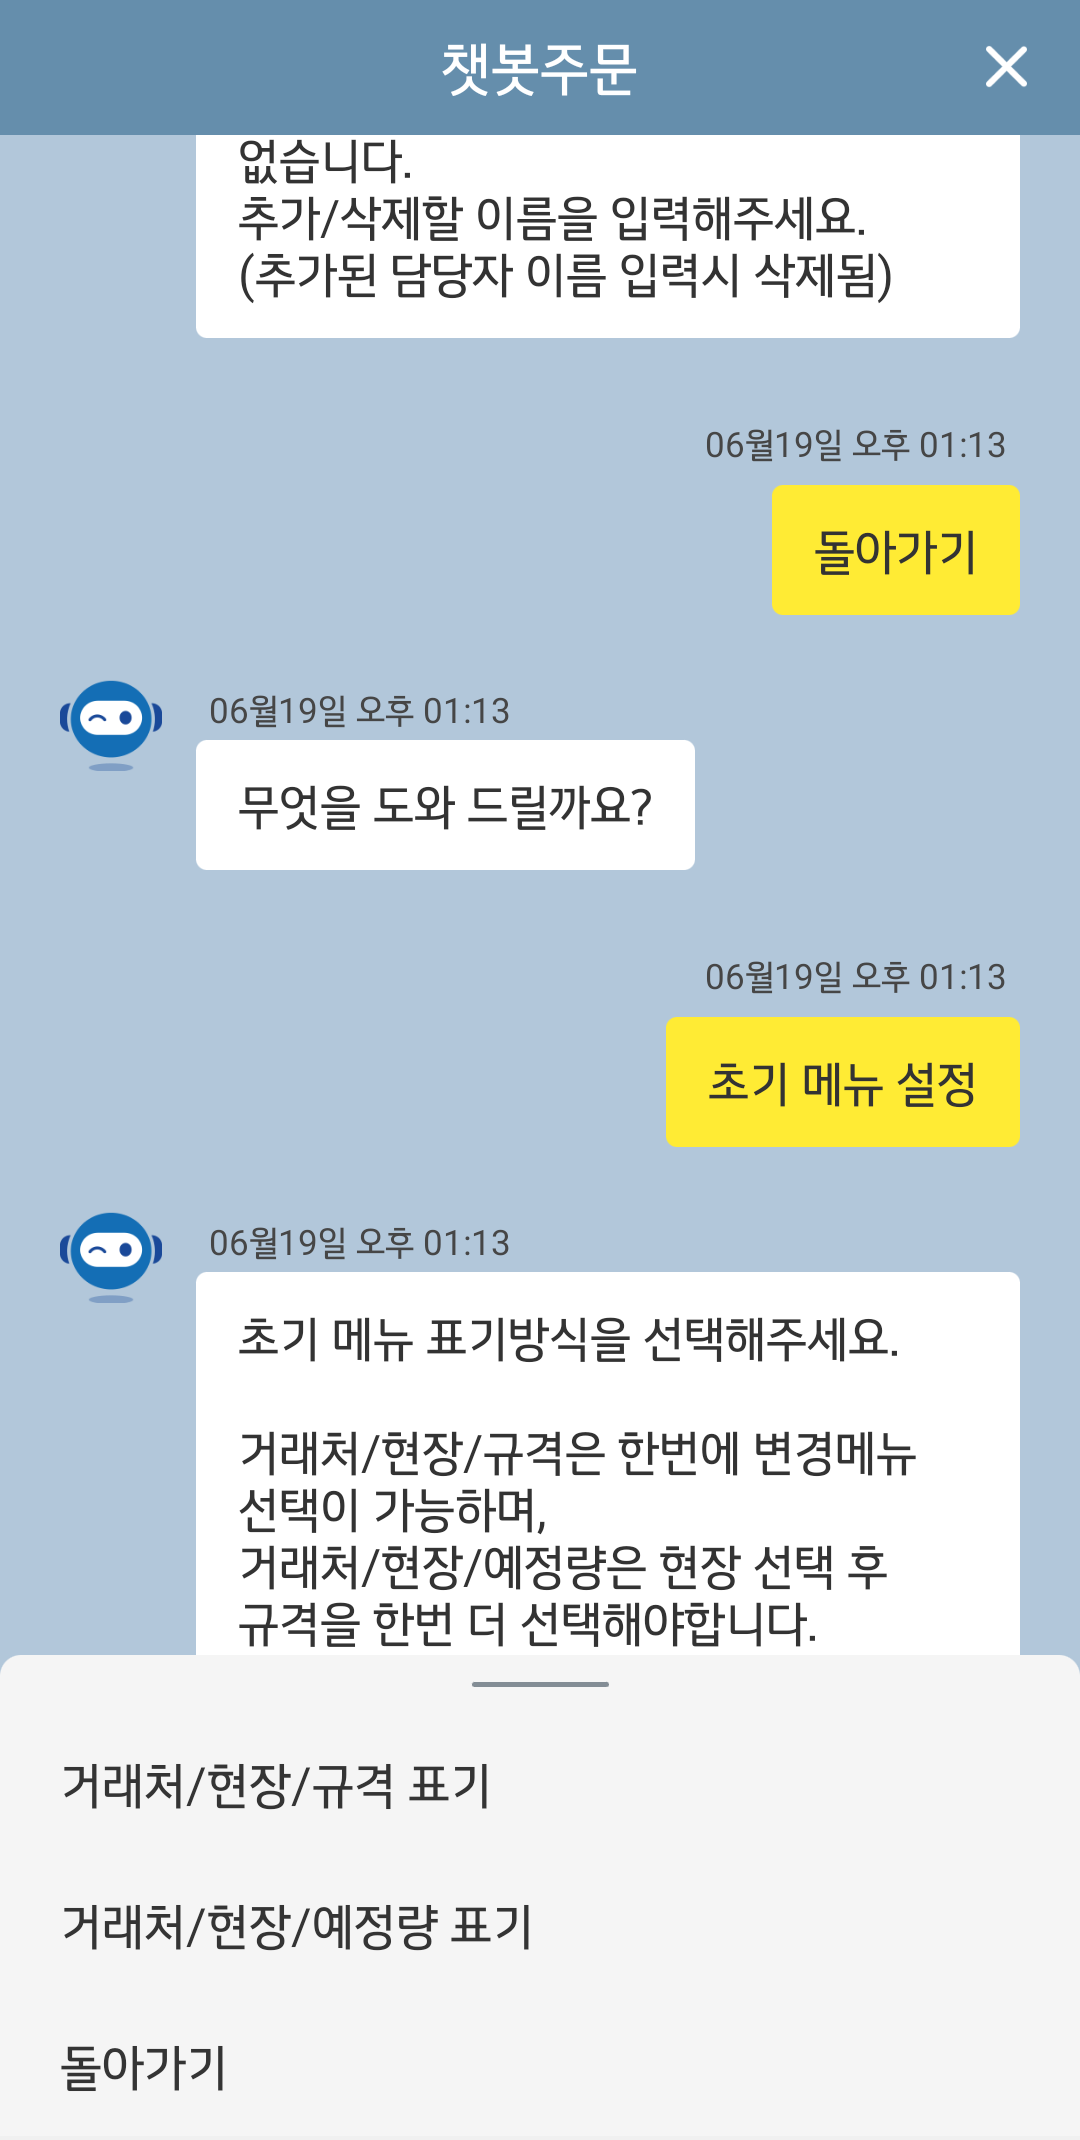 챗봇주문
없습니다.
추가/삭제할 이름을 입력해주세요.
(추가된 담당자 이름 입력시 삭제됨)
06월19일 오후 01:13
돌아가기
06월19일 오후 01:13
무엇을 도와 드릴까요?
06월19일 오후 01:13
초기 메뉴 설정
06월19일 오후 01:13
초기 메뉴 표기방식을 선택해주세요.
거래처/현장/규격은 한번에 변경메뉴
선택이 가능하며,
거래처/현장/예정량은 현장 선택 후
규격을 한번 더 선택해야합니다.
거래처/현장/규격 표기
거래처/현장/예정량 표기
돌아가기